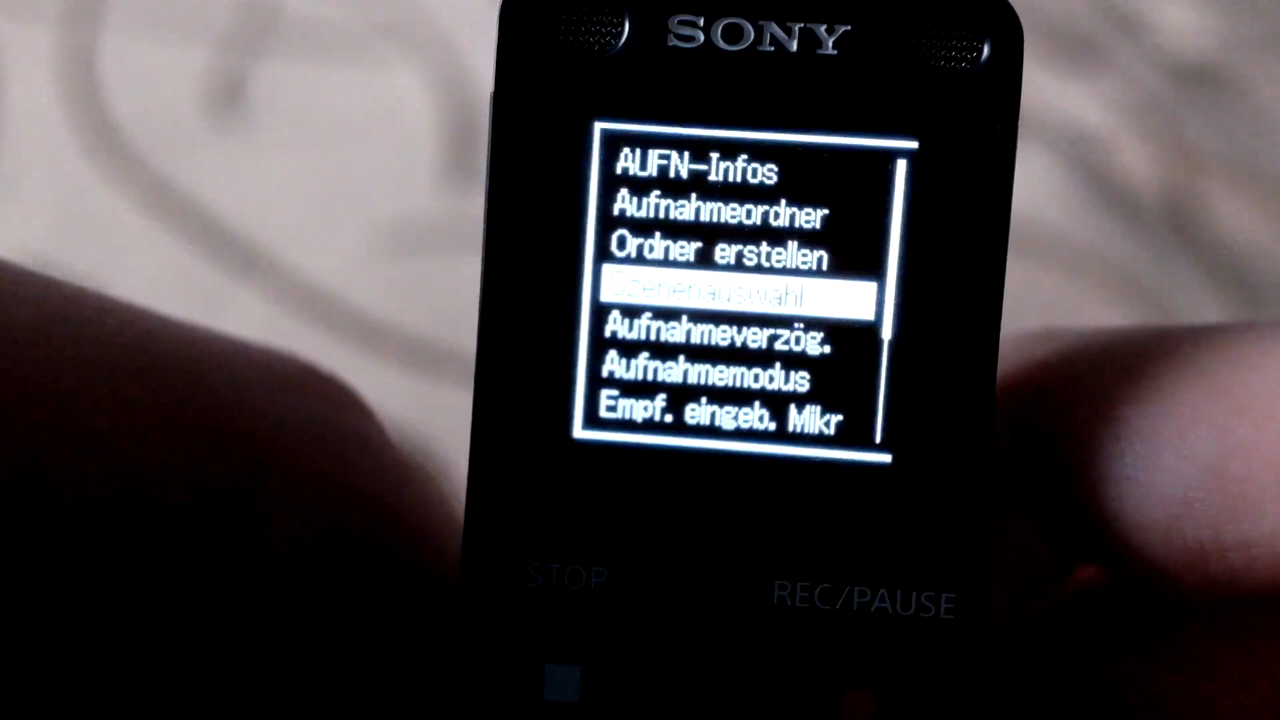 SONY
AUFN-Infos
Aufnahmeordner
Ordner erstellen
Szenenauswahl
Aufnahmeverzög.
Aufnahmemodus
Empf. eingeb. Mikr
STOP
REC/PAUSE